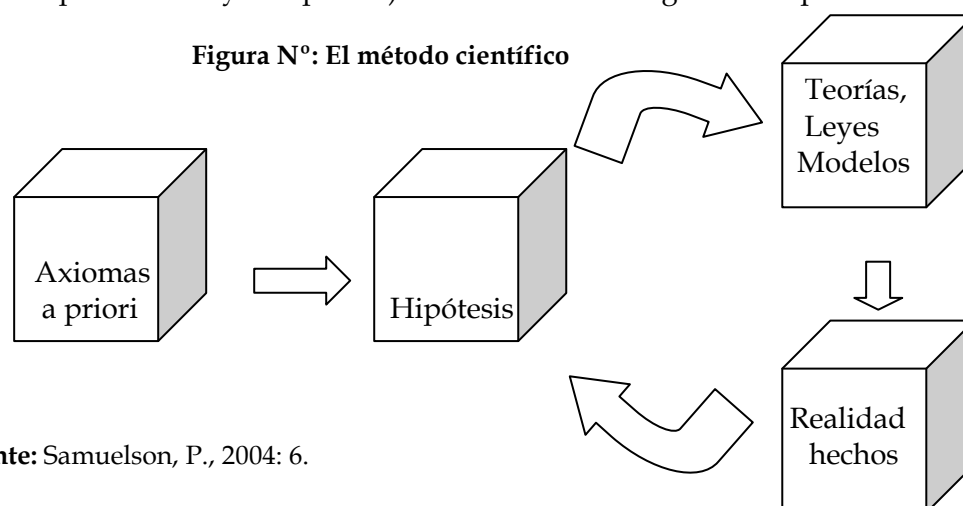 Figura Nº: El método científico
Teorías,
Leyes
Modelos
Axiomas
a priori
Hipótesis
Realidad
hechos
nte: Samuelson, P., 2004: 6.